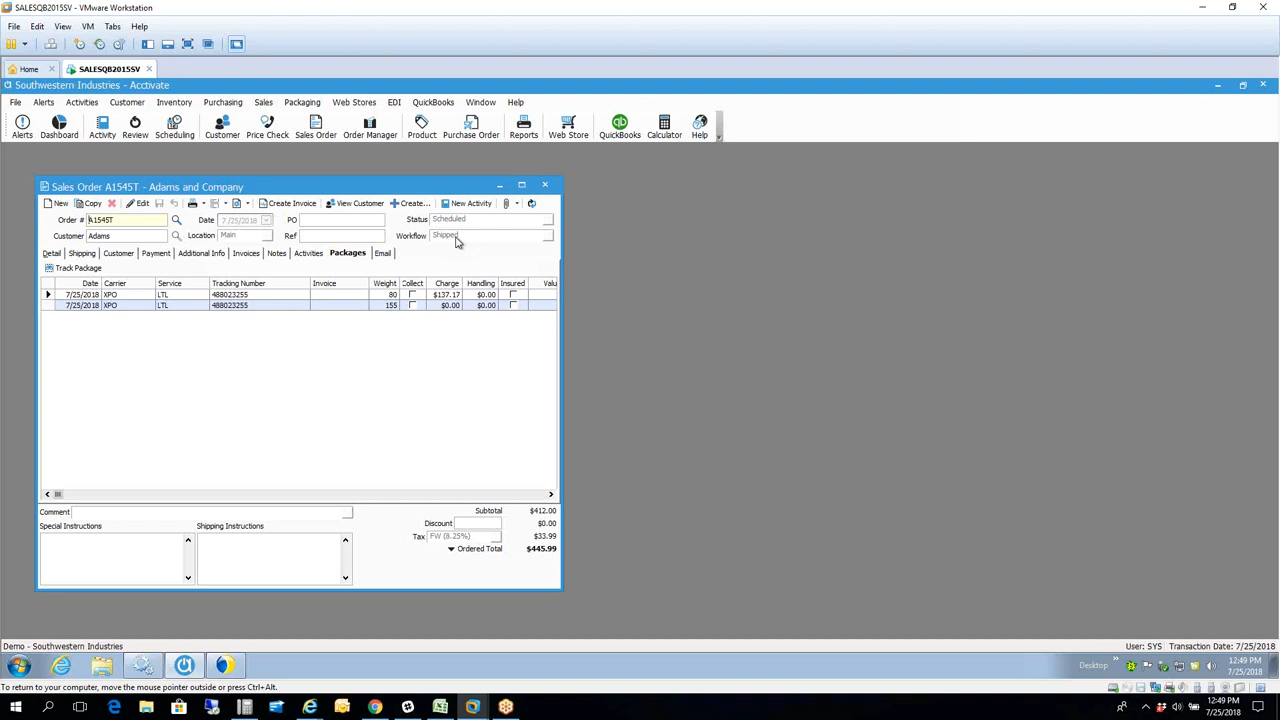 SALESQB2015SV - VMware Workstation
File Edit View VM Tabs Help
Home SALESQB2015SV
Southwestern Industries - Acctivate
File Alerts Activities Customer Inventory Purchasing Sales Packaging Web Stores EDI QuickBooks Window Help
Alerts Dashboard Activity Review Scheduling Customer Price Check Sales Order Order Manager Product Purchase Order Reports Web Store QuickBooks Calculator Help
Sales Order A1545T - Adams and Company
New Copy Edit Create Invoice View Customer Create... New Activity
Order # A1545T Date 7/25/2018 PO Status Scheduled
Customer Adams Location Main Ref Workflow Shipped
Detail Shipping Customer Payment Additional Info Invoices Notes Activities Packages Email
Track Package
Date Carrier Service Tracking Number Invoice Weight Collect Charge Handling Insured Valu
7/25/2018 XPO LTL 488023255 80 $137.17 $0.00
7/25/2018 XPO LTL 488023255 155 $0.00 $0.00
Comment Subtotal $412.00
Special Instructions Shipping Instructions Discount $0.00
Tax FW (8.25%) $33.99
Ordered Total $445.99
Demo - Southwestern Industries User: SYS Transaction Date: 7/25/2018
Desktop 12:49 PM
7/25/2018
To return to your computer, move the mouse pointer outside or press Ctrl+Alt.
12:49 PM
7/25/2018